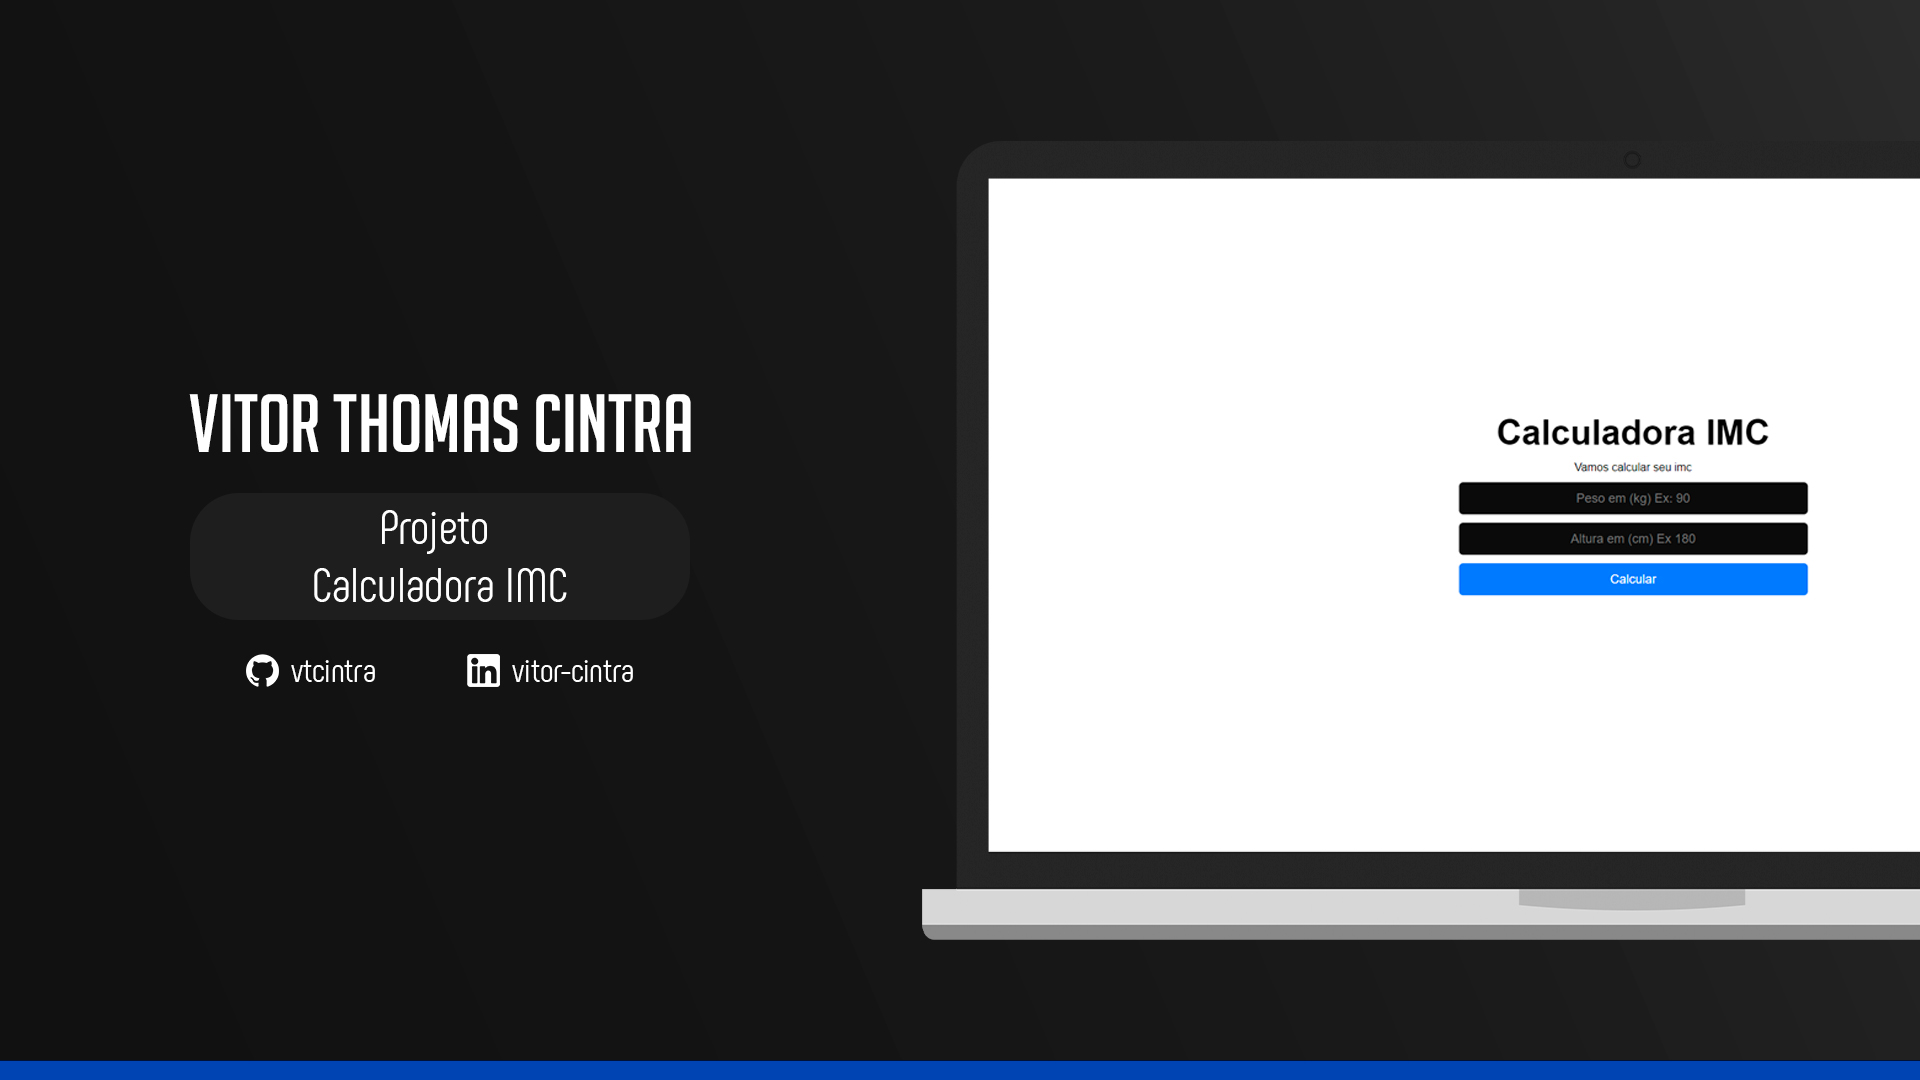 VITOR THOMAS CINTRA
Projeto
Calculadora IMC
vtcintra
vitor-cintra
Calculadora IMC
Vamos calcular seu imc
Peso em (kg) Ex: 90
Altura em (cm) Ex 180
Calcular